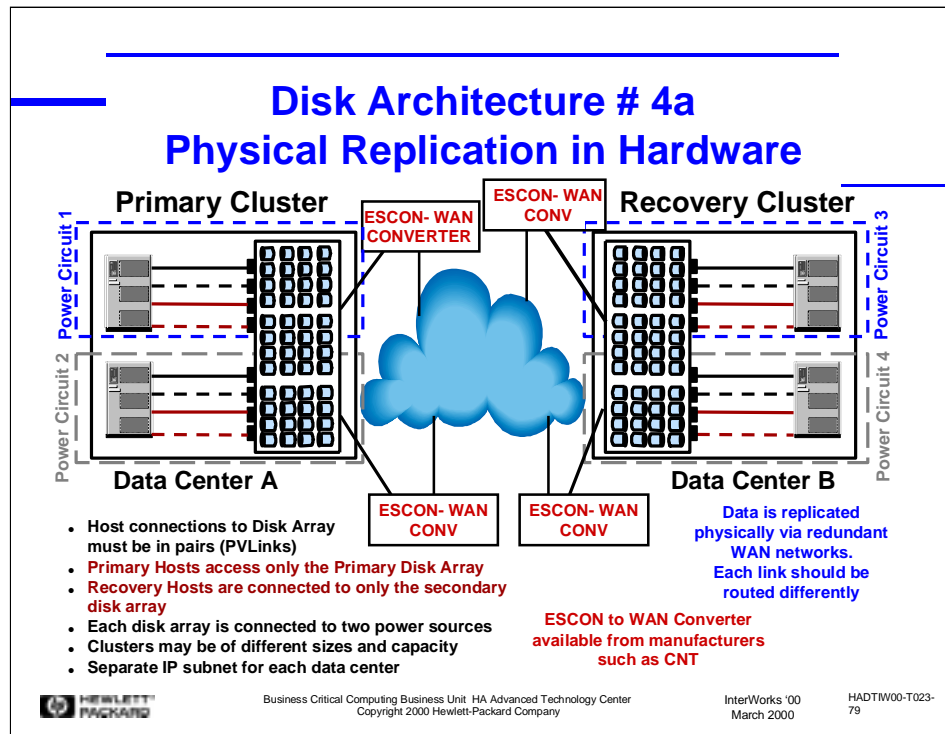 Disk Architecture # 4a
Physical Replication in Hardware
Primary Cluster
ESCON- WAN
CONVERTER
ESCON- WAN
CONV
Recovery Cluster
Power Circuit 1
Power Circuit 3
Power Circuit 2
Power Circuit 4
Data Center A
ESCON- WAN
CONV
ESCON- WAN
CONV
Data Center B
• Host connections to Disk Array
must be in pairs (PVLinks)
• Primary Hosts access only the Primary Disk Array
• Recovery Hosts are connected to only the secondary
disk array
• Each disk array is connected to two power sources
• Clusters may be of different sizes and capacity
• Separate IP subnet for each data center
Data is replicated
physically via redundant
WAN networks.
Each link should be
routed differently
ESCON to WAN Converter
available from manufacturers
such as CNT
HEWLETT
PACKARD
Business Critical Computing Business Unit HA Advanced Technology Center
Copyright 2000 Hewlett-Packard Company
InterWorks '00
March 2000
HADTIW00-T023-
79